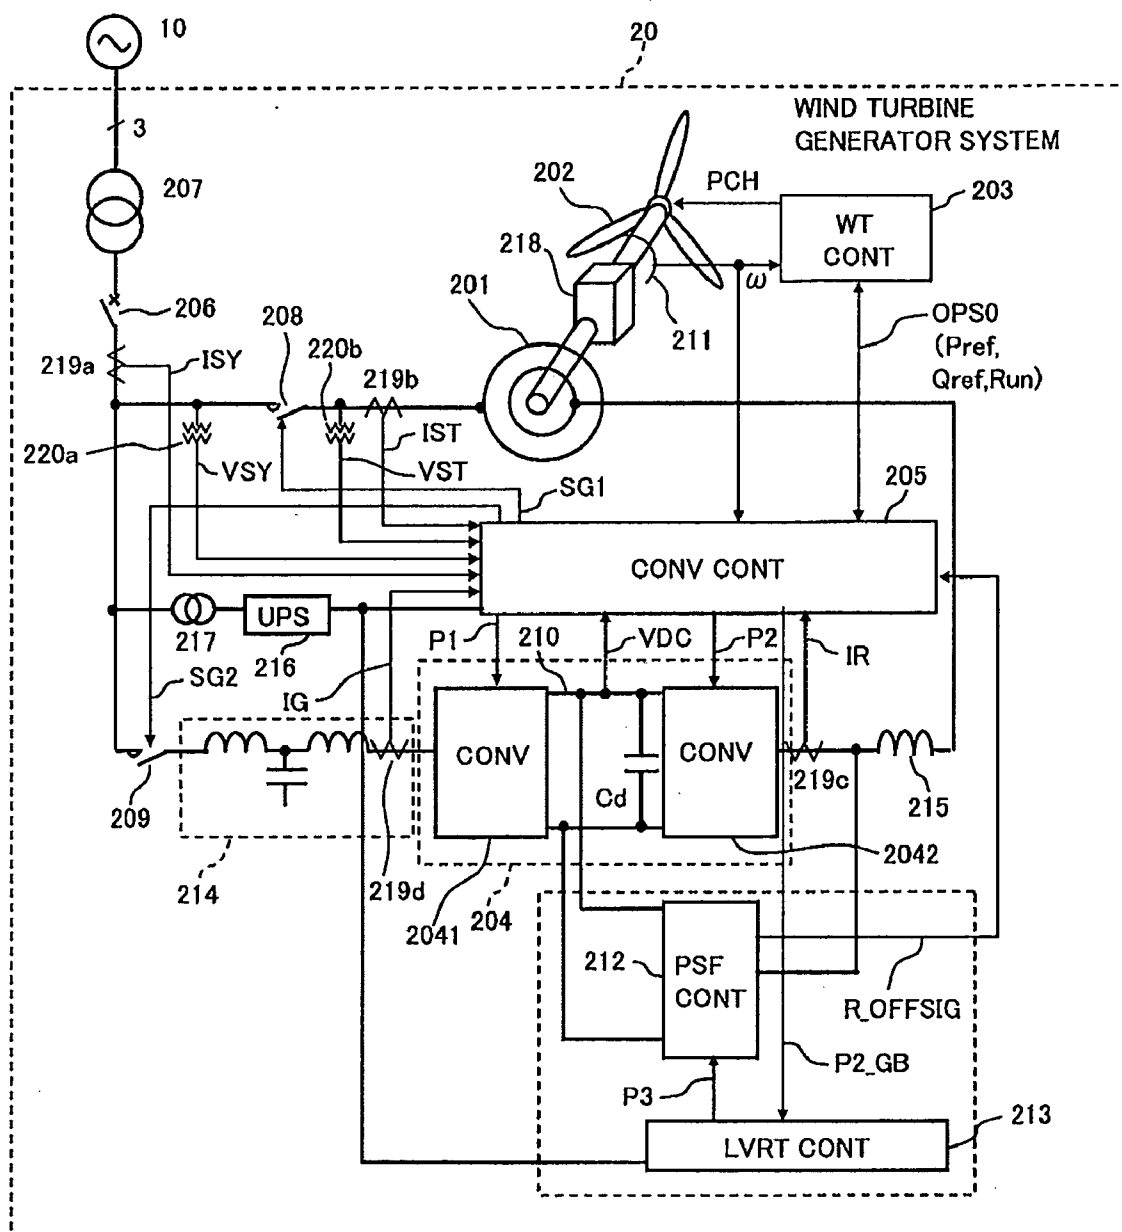 10
20
3
WIND TURBINE
GENERATOR SYSTEM
207
202
PCH
203
WT
CONT
218
ω
206
201
211
208
OPS0
(Pref,
Qref,Run)
219a
ISY
220b
219b
IST
220a
VSY
VST
SG1
205
CONV CONT
217
UPS
216
P1
210
VDC
P2
IR
SG2
IG
CONV
CONV
Cd
219c
209
215
214
219d
2041
204
2042
212
PSF
CONT
R_OFFSIG
P2_GB
P3
LVRT CONT
213